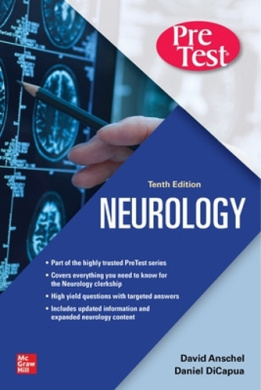 Pre
Test®
Tenth Edition
NEUROLOGY
• Part of the highly trusted PreTest series
• Covers everything you need to know for
the Neurology clerkship
• High yield questions with targeted answers
• Includes updated information and
expanded neurology content
David Anschel
Daniel DiCapua
Mc
Graw
Hill